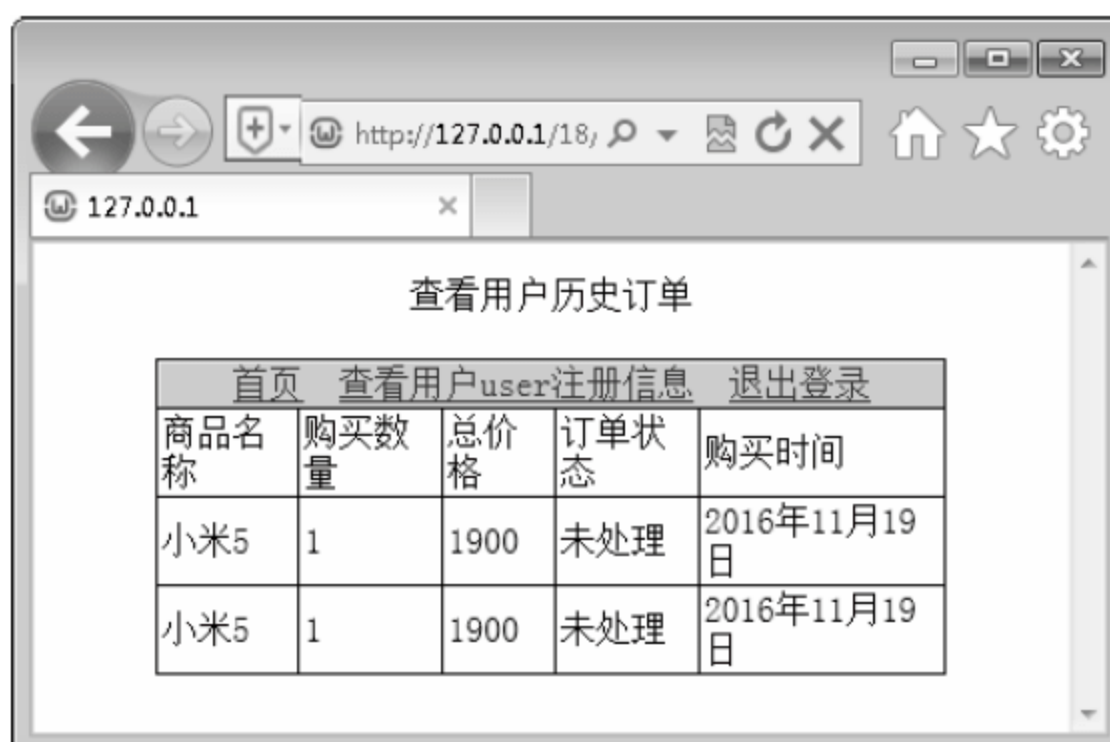 http://127.0.0.1/18/
127.0.0.1
查看用户历史订单
首页 查看用户user注册信息 退出登录
商品名称 购买数量 总价格 订单状态 购买时间
小米5 1 1900 未处理 2016年11月19日
小米5 1 1900 未处理 2016年11月19日